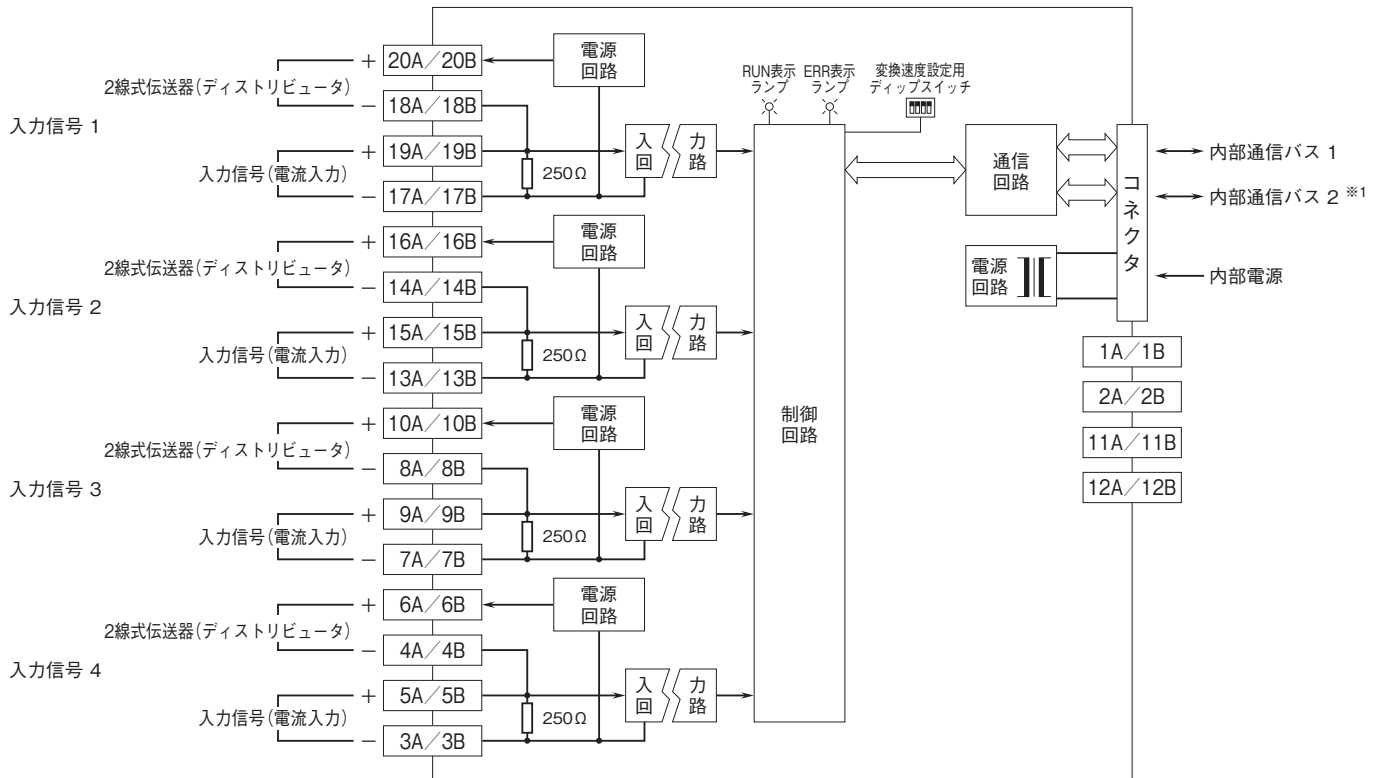 入力信号 1
2線式伝送器(ディストリビュータ)
+ 20A/20B
− 18A/18B
入力信号(電流入力)
+ 19A/19B
− 17A/17B
250Ω
電源
回路
入力
回路
入力信号 2
2線式伝送器(ディストリビュータ)
+ 16A/16B
− 14A/14B
入力信号(電流入力)
+ 15A/15B
− 13A/13B
250Ω
電源
回路
入力
回路
入力信号 3
2線式伝送器(ディストリビュータ)
+ 10A/10B
− 8A/8B
入力信号(電流入力)
+ 9A/9B
− 7A/7B
250Ω
電源
回路
入力
回路
入力信号 4
2線式伝送器(ディストリビュータ)
+ 6A/6B
− 4A/4B
入力信号(電流入力)
+ 5A/5B
− 3A/3B
250Ω
電源
回路
入力
回路
RUN表示
ランプ
ERR表示
ランプ
変換速度設定用
ディップスイッチ
制御
回路
通信
回路
電源
回路
コネクタ
内部通信バス 1
内部通信バス 2 ※1
内部電源
1A/1B
2A/2B
11A/11B
12A/12B